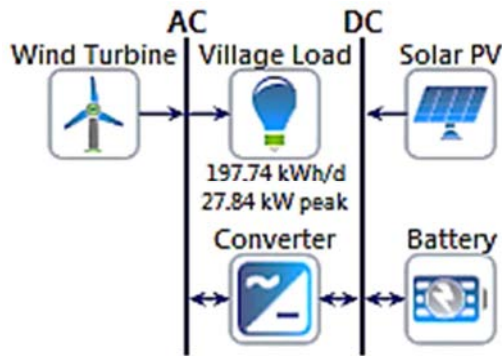 AC DC
Wind Turbine Village Load Solar PV
197.74 kWh/d
27.84 kW peak
Converter Battery